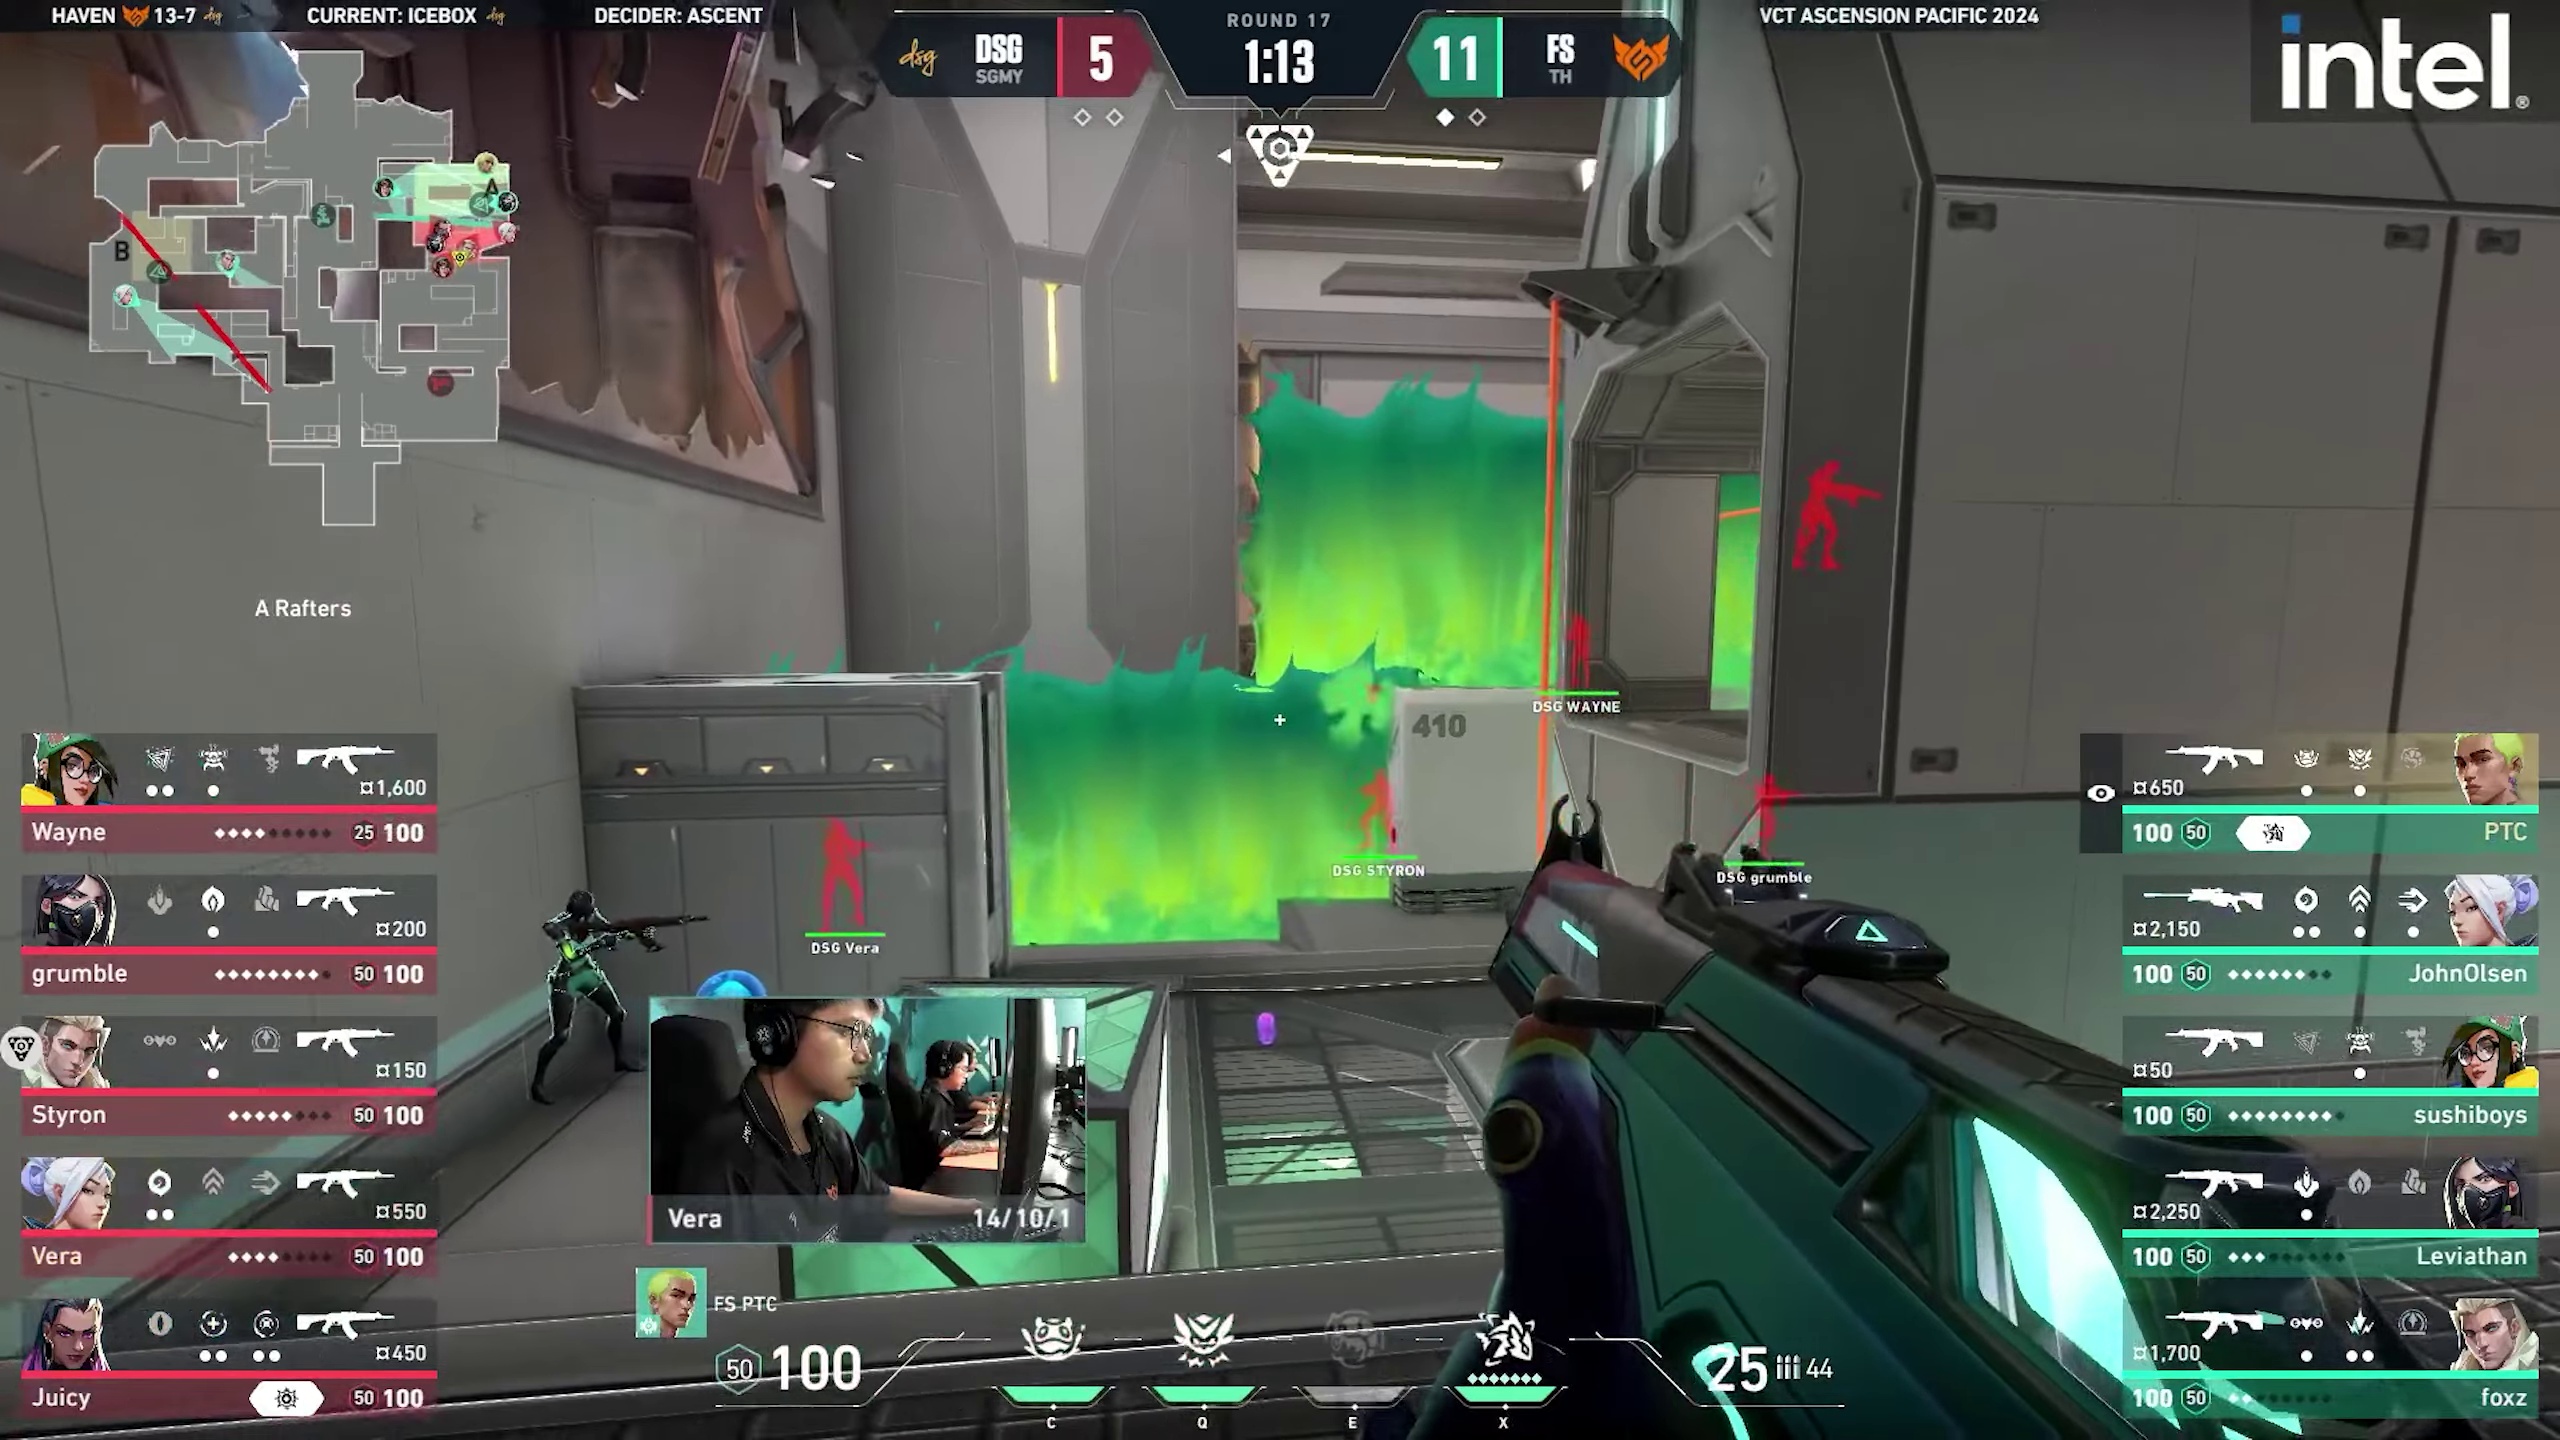 HAVEN 13-7 dsg
CURRENT: ICEBOX dsg
DECIDER: ASCENT
VCT ASCENSION PACIFIC 2024
intel®
dsg DSG SGMY 5
ROUND 17
1:13
11 FS TH
A
B
A Rafters
410
DSG WAYNE
DSG STYRON
DSG grumble
DSG Vera
1,600
Wayne 25 100
200
grumble 50 100
150
Styron 50 100
550
Vera 50 100
450
Juicy 50 100
650
100 50 PTC
2,150
100 50 JohnOlsen
50
100 50 sushiboys
2,250
100 50 Leviathan
1,700
100 50 foxz
Vera 14/10/1
FS PTC
50 100
C
Q
E
X
25 44